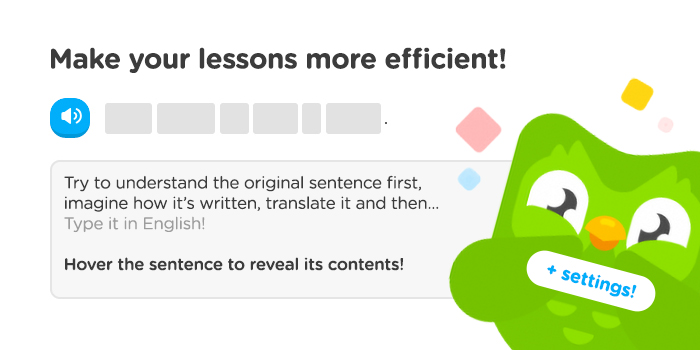 Make your lessons more efficient!
.
Try to understand the original sentence first,
imagine how it's written, translate it and then...
Type it in English!
Hover the sentence to reveal its contents!
+ settings!